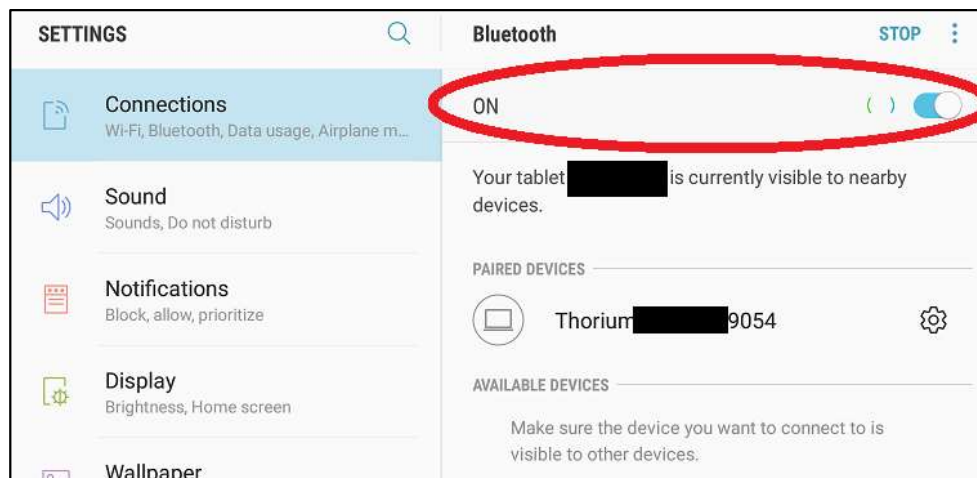 SETTINGS
Connections
Wi-Fi, Bluetooth, Data usage, Airplane m...
Sound
Sounds, Do not disturb
Notifications
Block, allow, prioritize
Display
Brightness, Home screen
Wallpaper
Bluetooth
STOP
ON
Your tablet is currently visible to nearby
devices.
PAIRED DEVICES
Thorium 9054
AVAILABLE DEVICES
Make sure the device you want to connect to is
visible to other devices.